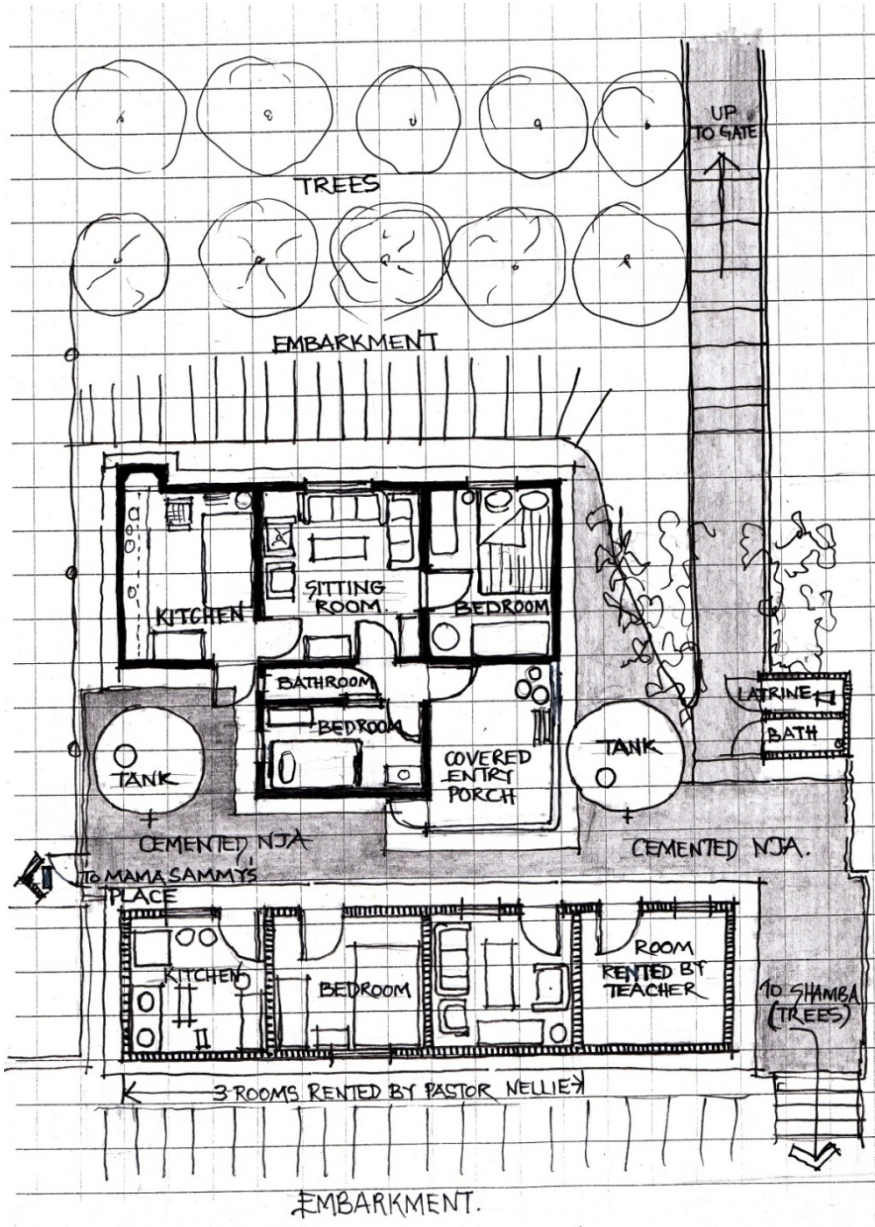 UP
TO GATE
TREES
EMBARKMENT
KITCHEN
SITTING
ROOM.
BEDROOM
BATHROOM
BEDROOM
LATRINE
BATH
TANK
COVERED
ENTRY
PORCH
TANK
CEMENTED NJA
CEMENTED NJA.
TO MAMA SAMMY'S
PLACE
KITCHEN
BEDROOM
ROOM
RENTED BY
TEACHER
TO SHAMBA
(TREES)
3 ROOMS RENTED BY PASTOR NELLIE
EMBARKMENT.